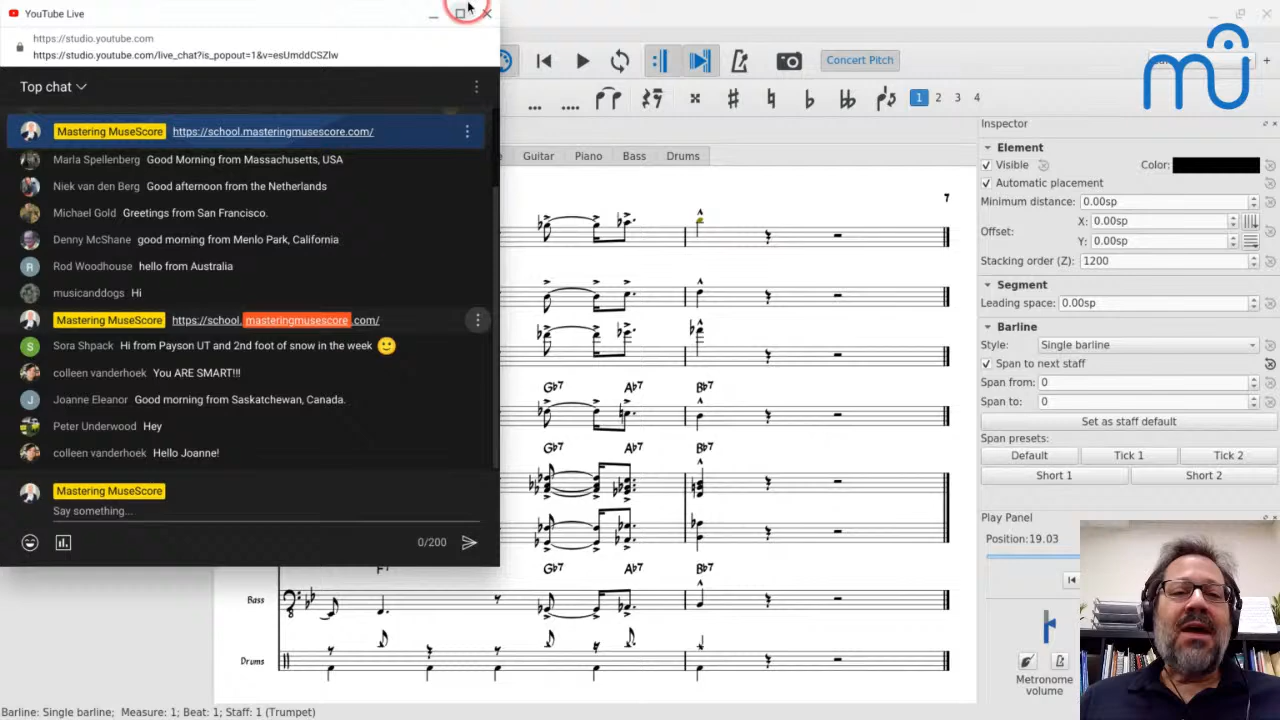 YouTube Live
https://studio.youtube.com
https://studio.youtube.com/live_chat?is_popout=1&v=esUmddCSZIw
Top chat
Mastering MuseScore https://school.masteringmusescore.com/
Marla Spellenberg Good Morning from Massachusetts, USA
Niek van den Berg Good afternoon from the Netherlands
Michael Gold Greetings from San Francisco.
Denny McShane good morning from Menlo Park, California
R Rod Woodhouse hello from Australia
musicanddogs Hi
Mastering MuseScore https://school.masteringmusescore.com/
S Sora Shpack Hi from Payson UT and 2nd foot of snow in the week
colleen vanderhoek You ARE SMART!!!
J Joanne Eleanor Good morning from Saskatchewan, Canada.
Peter Underwood Hey
colleen vanderhoek Hello Joanne!
Mastering MuseScore
Say something...
0/200
Concert Pitch
1 2 3 4
Guitar Piano Bass Drums
7
Gb7 Ab7 Bb7
Gb7 Ab7 Bb7
F7 Gb7 Ab7 Bb7
Bass
8
Drums
mu
Inspector
Element
Visible Color:
Automatic placement
Minimum distance: 0.00sp
Offset: X: 0.00sp
Y: 0.00sp
Stacking order (Z): 1200
Segment
Leading space: 0.00sp
Barline
Style: Single barline
Span to next staff
Span from: 0
Span to: 0
Set as staff default
Span presets:
Default Tick 1 Tick 2
Short 1 Short 2
Play Panel
Position:19.03
Metronome
volume
Barline: Single barline; Measure: 1; Beat: 1; Staff: 1 (Trumpet)